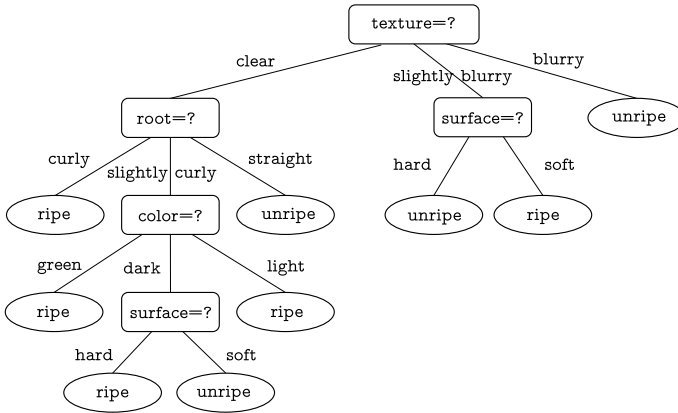 texture=?
clear
slightly blurry
blurry
root=?
surface=?
unripe
curly
slightly curly
straight
hard
soft
ripe
color=?
unripe
unripe
ripe
green
dark
light
ripe
surface=?
ripe
hard
soft
ripe
unripe